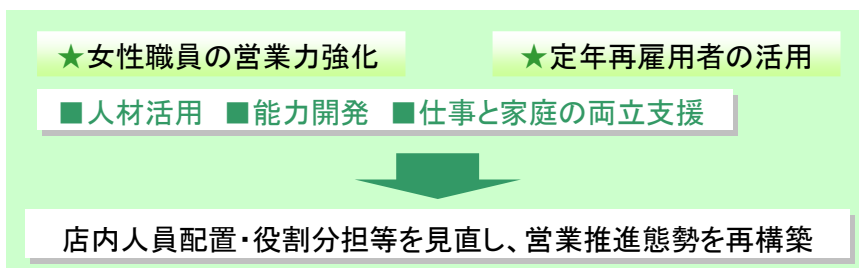 ★女性職員の営業力強化 ★定年再雇用者の活用
■人材活用 ■能力開発 ■仕事と家庭の両立支援
店内人員配置・役割分担等を見直し、営業推進態勢を再構築